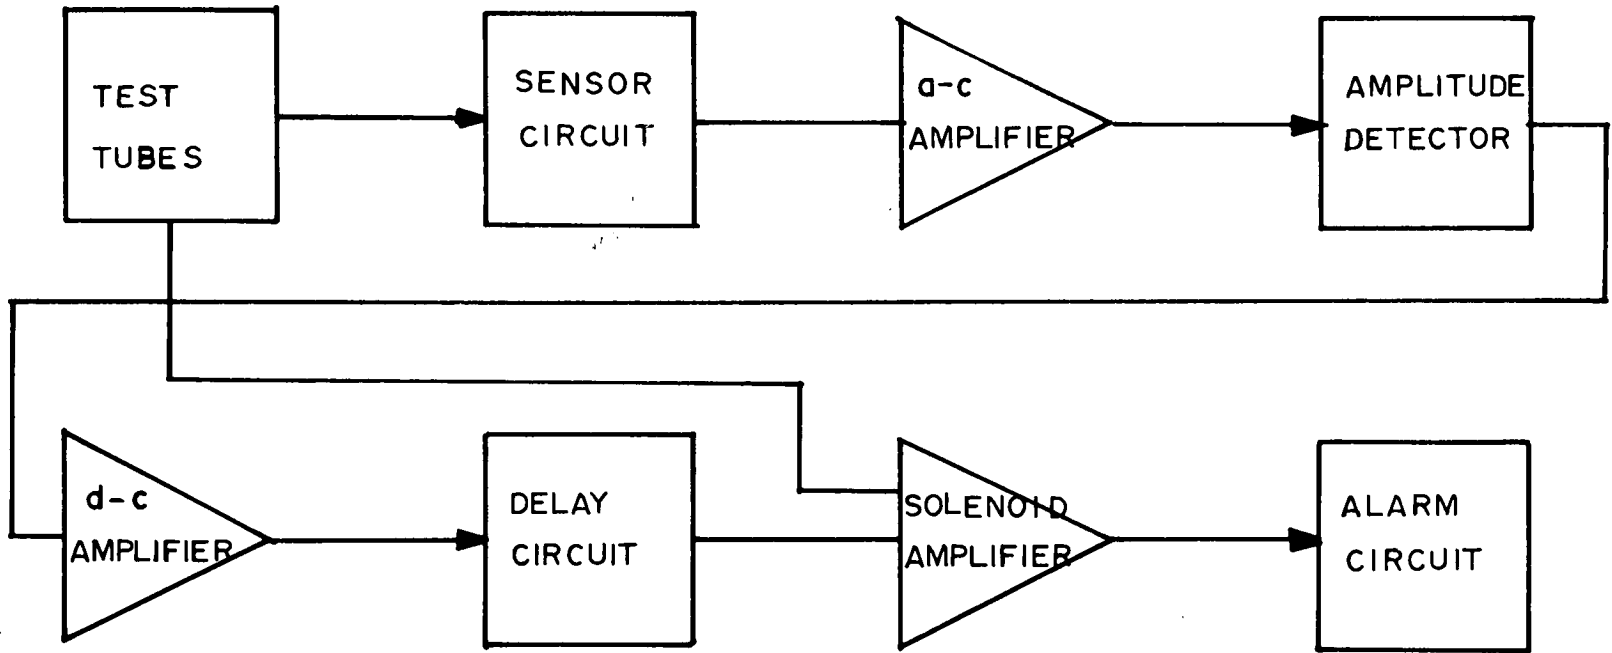 TEST
TUBES
SENSOR
CIRCUIT
a-c
AMPLIFIER
AMPLITUDE
DETECTOR
d-c
AMPLIFIER
DELAY
CIRCUIT
SOLENOID
AMPLIFIER
ALARM
CIRCUIT